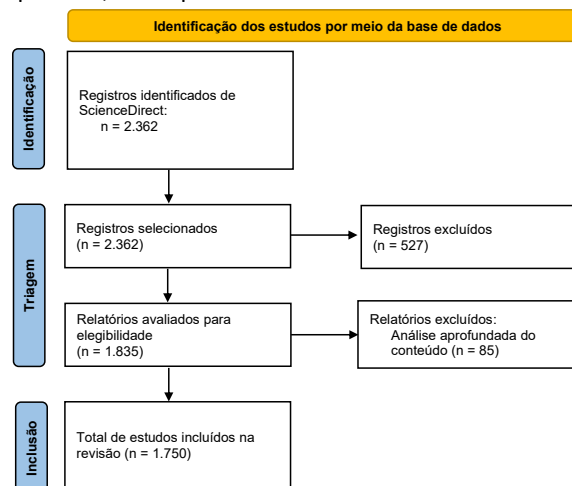 Identificação dos estudos por meio da base de dados
Identificação
Registros identificados de
ScienceDirect:
n = 2.362
Triagem
Registros selecionados
(n = 2.362)
Registros excluídos
(n = 527)
Relatórios avaliados para
elegibilidade
(n = 1.835)
Relatórios excluídos:
Análise aprofundada do
conteúdo (n = 85)
Inclusão
Total de estudos incluídos na
revisão (n = 1.750)